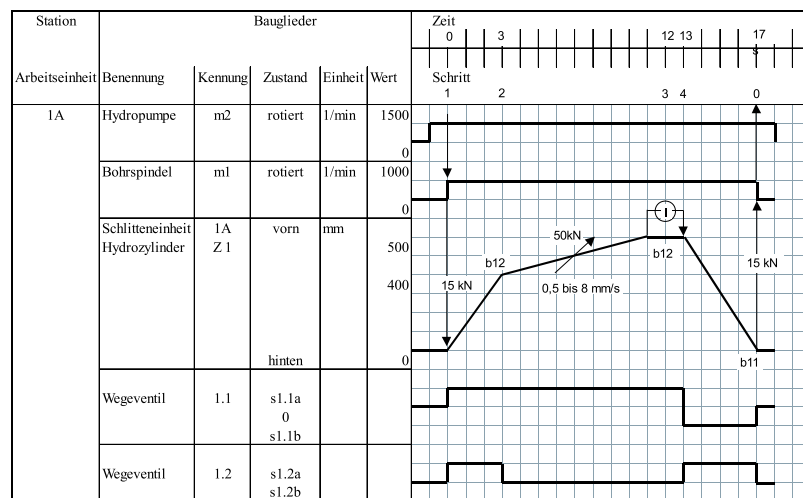 Station Bauglieder Zeit
0 3 12 13 17
s
Arbeitseinheit Benennung Kennung Zustand Einheit Wert Schritt
1 2 3 4 0
1A Hydropumpe m2 rotiert 1/min 1500
0
Bohrspindel m1 rotiert 1/min 1000
0
Schlitteneinheit 1A vorn mm
Hydrozylinder Z 1 500
50kN
b12 b12
400 15 kN 0,5 bis 8 mm/s 15 kN
hinten 0 b11
Wegeventil 1.1 s1.1a
0
s1.1b
Wegeventil 1.2 s1.2a
s1.2b